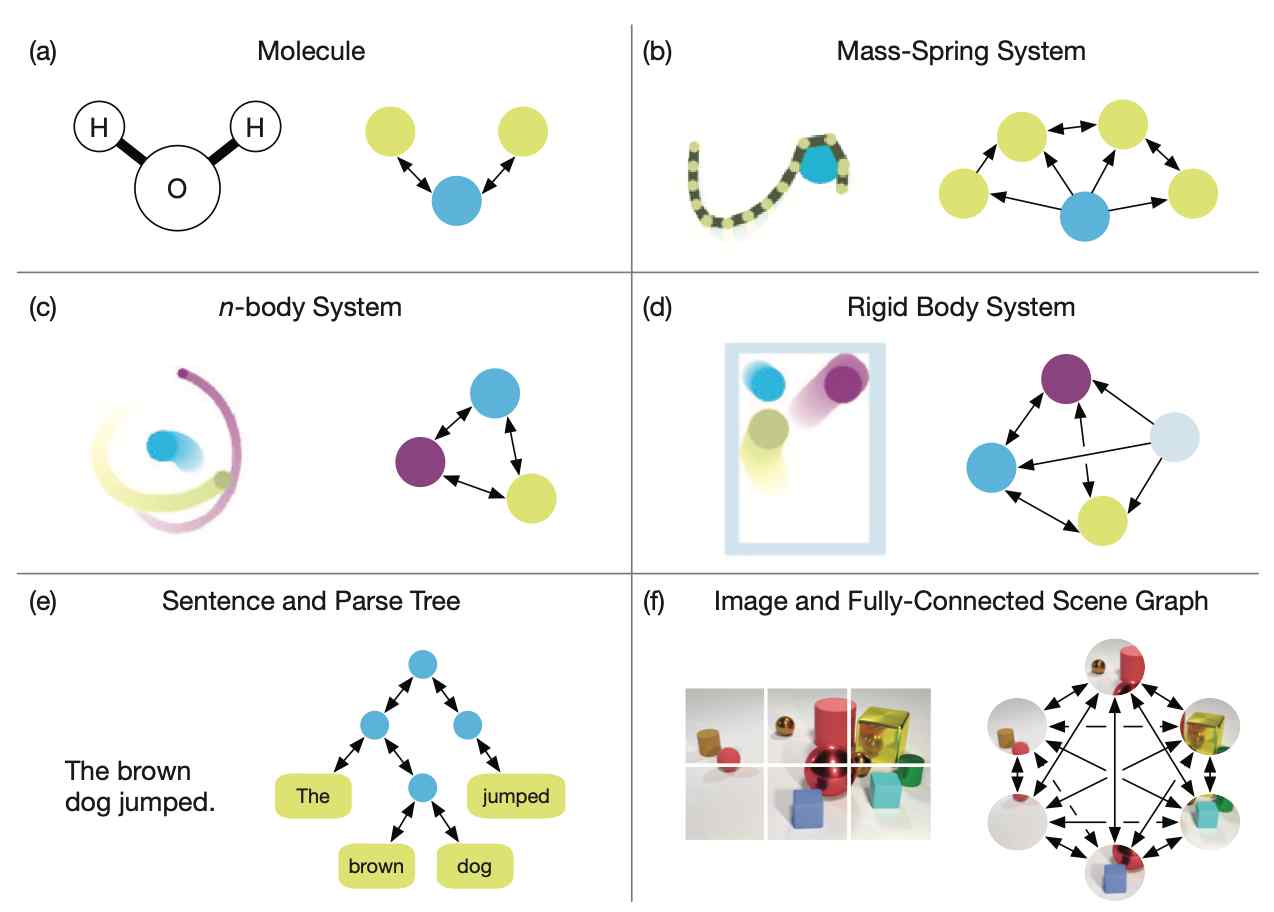 (a)
Molecule
H
H
O
(b)
Mass-Spring System
(c)
n-body System
(d)
Rigid Body System
(e)
Sentence and Parse Tree
The brown
dog jumped.
The
jumped
brown
dog
(f)
Image and Fully-Connected Scene Graph